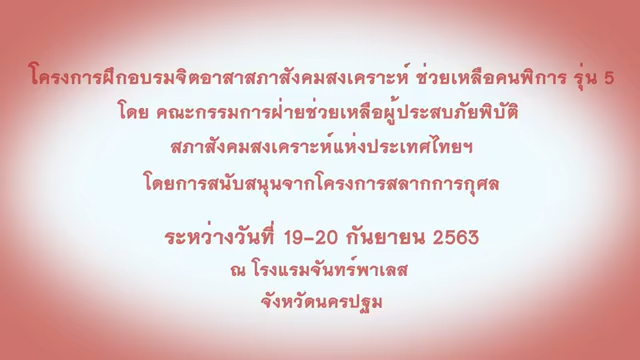 โครงการฝึกอบรมจิตอาสาสภาสังคมสงเคราะห์ ช่วยเหลือคนพิการ รุ่น 5
โดย คณะกรรมการฝ่ายช่วยเหลือผู้ประสบภัยพิบัติ
สภาสังคมสงเคราะห์แห่งประเทศไทยฯ
โดยการสนับสนุนจากโครงการสลากการกุศล
ระหว่างวันที่ 19-20 กันยายน 2563
ณ โรงแรมจันทร์พาเลส
จังหวัดนครปฐม